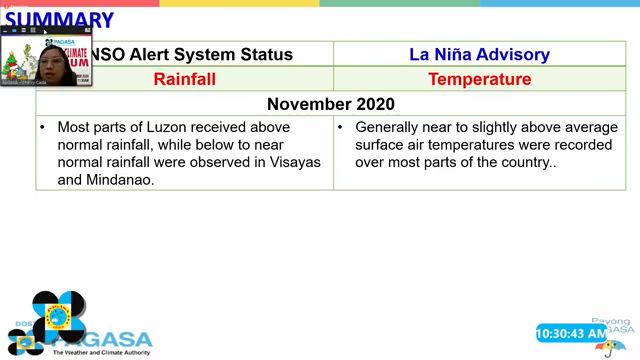 SUMMARY
PAGASA
CLIMATE
NSO Alert System Status
La Niña Advisory
Rainfall
Temperature
November 2020
• Most parts of Luzon received above
normal rainfall, while below to near
normal rainfall were observed in Visayas
and Mindanao.
• Generally near to slightly above average
surface air temperatures were recorded
over most parts of the country..
DOST
PAGASA
The Weather and Climate Authority
Payong
PAGASA
10:30:43 AM